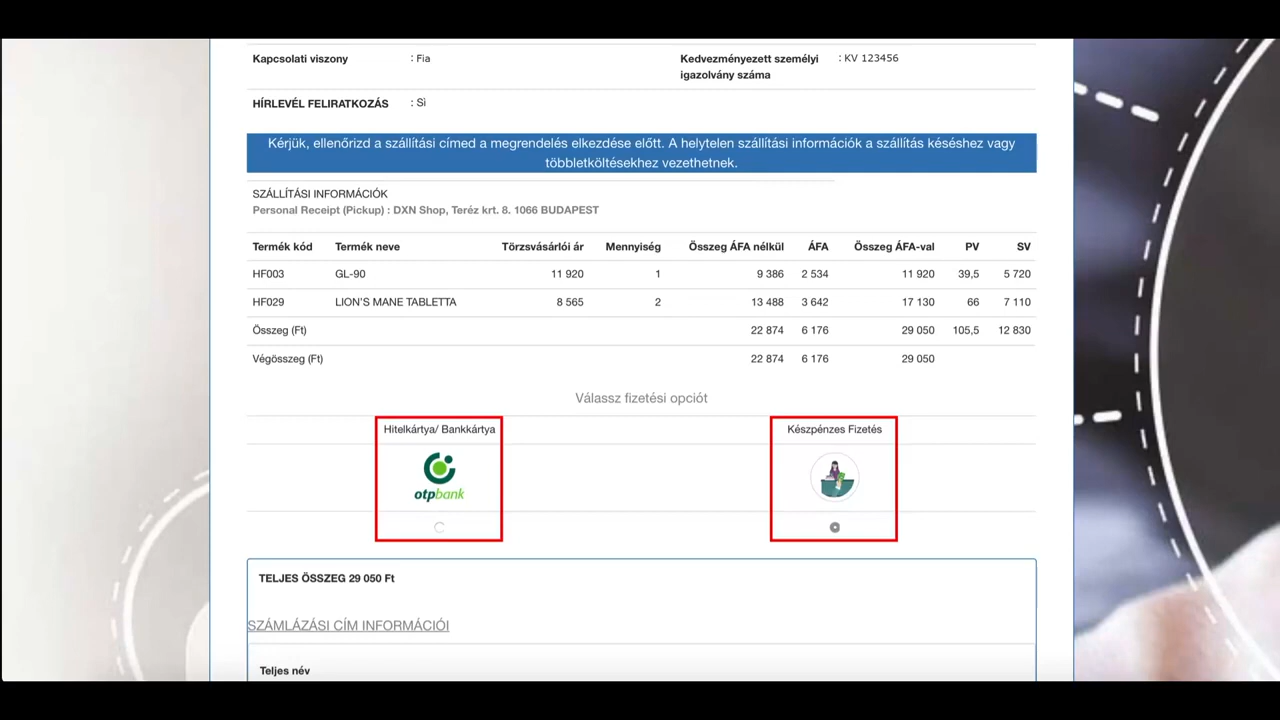 Kapcsolati viszony : Fia Kedvezményezett személyi igazolvány száma : KV 123456
HÍRLEVÉL FELIRATKOZÁS : Sì
Kérjük, ellenőrizd a szállítási címed a megrendelés elkezdése előtt. A helytelen szállítási információk a szállítás késéshez vagy
többletköltésekhez vezethetnek.
SZÁLLÍTÁSI INFORMÁCIÓK
Personal Receipt (Pickup) : DXN Shop, Teréz krt. 8. 1066 BUDAPEST
Termék kód Termék neve Törzsvásárlói ár Mennyiség Összeg ÁFA nélkül ÁFA Összeg ÁFA-val PV SV
HF003 GL-90 11 920 1 9 386 2 534 11 920 39,5 5 720
HF029 LION'S MANE TABLETTA 8 565 2 13 488 3 642 17 130 66 7 110
Összeg (Ft) 22 874 6 176 29 050 105,5 12 830
Végösszeg (Ft) 22 874 6 176 29 050
Válassz fizetési opciót
Hitelkártya/ Bankkártya Készpénzes Fizetés
otpbank
TELJES ÖSSZEG 29 050 Ft
SZÁMLÁZÁSI CÍM INFORMÁCIÓI
Teljes név